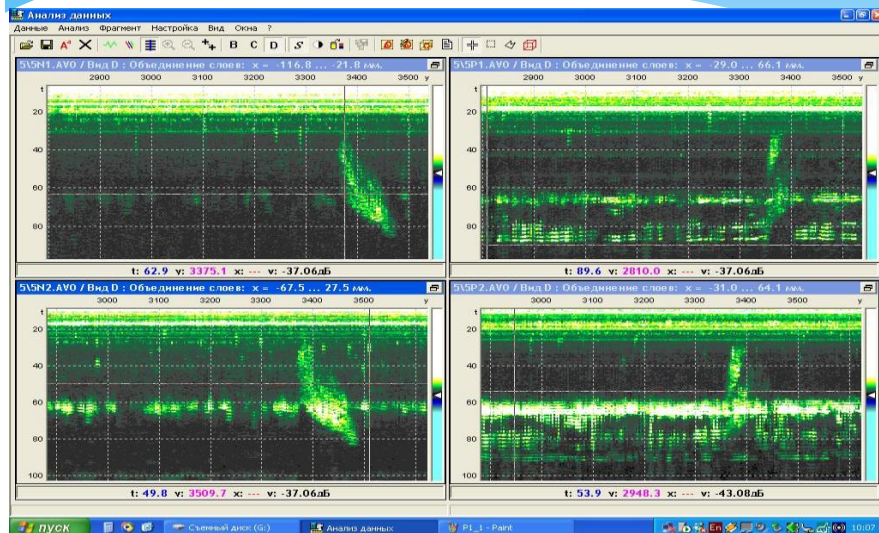 Анализ данных
Данные Анализ Фрагмент Настройка Вид Окна ?
B C D S
5\5N1.AVO / Вид D : Объединение слоев: x = -116.8 ... -21.8 мм.
2900 3000 3100 3200 3300 3400 3500 y
t
20
40
60
80
t: 62.9 y: 3375.1 x: --- v: -37.06дБ
5\5P1.AVO / Вид D : Объединение слоев: x = -29.0 ... 66.1 мм.
2900 3000 3100 3200 3300 3400 3500 y
t
20
40
60
80
t: 89.6 y: 2810.0 x: --- v: -37.06дБ
5\5N2.AVO / Вид D : Объединение слоев: x = -67.5 ... 27.5 мм.
3000 3100 3200 3300 3400 3500 y
t
20
40
60
80
100
t: 49.8 y: 3509.7 x: --- v: -37.06дБ
5\5P2.AVO / Вид D : Объединение слоев: x = -31.0 ... 64.1 мм.
3000 3100 3200 3300 3400 3500 y
t
20
40
60
80
100
t: 53.9 y: 2948.3 x: --- v: -43.08дБ
пуск Съемный диск (G:) Анализ данных P1_1 - Paint En 10:07